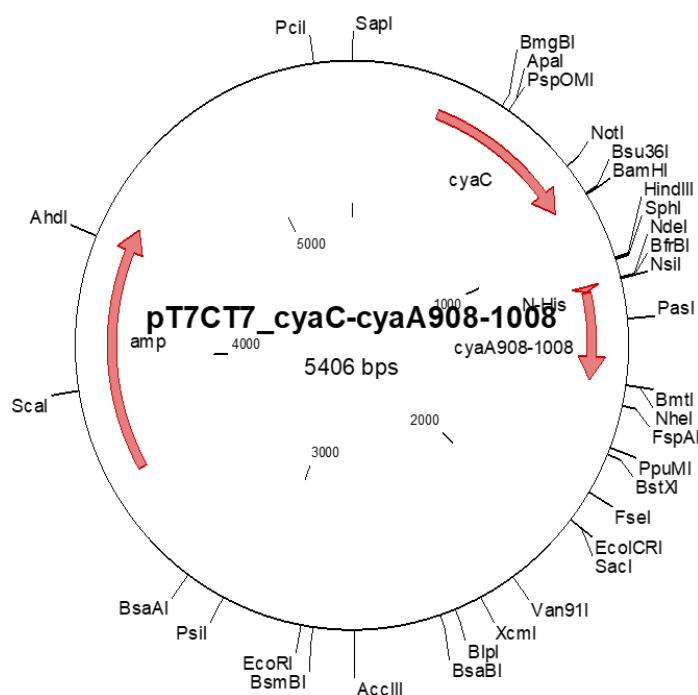 PciI
SapI
BmgBI
ApaI
PspOMI
NotI
Bsu36I
BamHI
HindIII
SphI
NdeI
BfrBI
NsiI
PasI
BmtI
NheI
FspAI
PpuMI
BstXI
FseI
EcoICRI
SacI
Van91I
XcmI
BlpI
BsaBI
AccIII
BsmBI
EcoRI
PsiI
BsaAI
ScaI
AhdI
cyaC
5000
1000
N-His
pT7CT7_cyaC-cyaA908-1008
amp
4000
cyaA908-1008
5406 bps
2000
3000